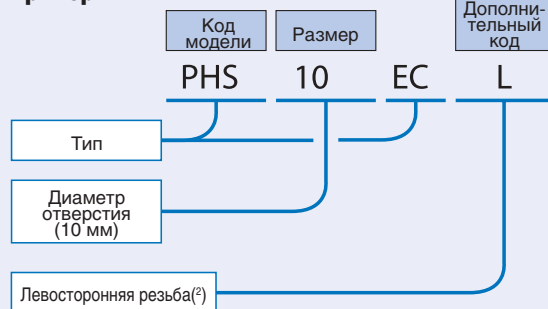 Код
модели
Размер
Дополни-
тельный
код
PHS 10 EC L
Тип
Диаметр
отверстия
(10 мм)
Левосторонняя резьба(²)